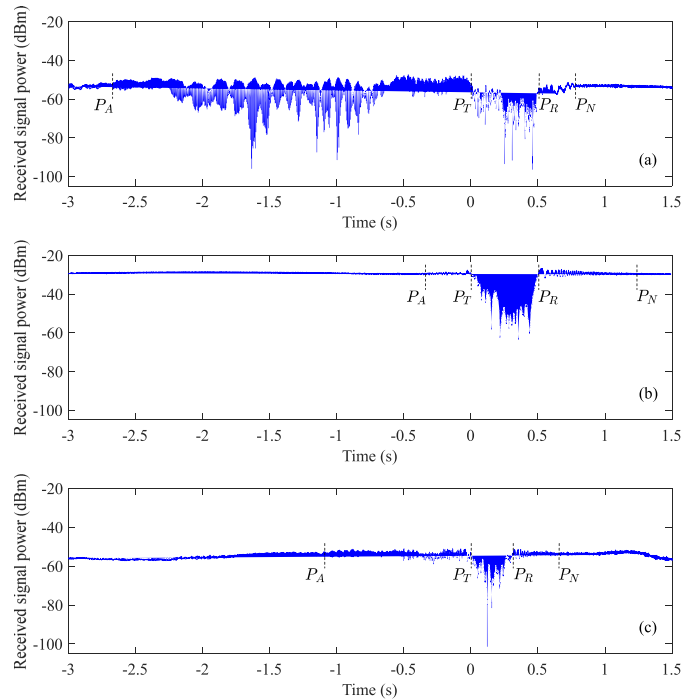 Received signal power (dBm)
-20
-40
-60
-80
-100
P_A
P_T
P_R
P_N
(a)
-3
-2.5
-2
-1.5
-1
-0.5
0
0.5
1
1.5
Time (s)
Received signal power (dBm)
-20
-40
-60
-80
-100
P_A
P_T
P_R
P_N
(b)
-3
-2.5
-2
-1.5
-1
-0.5
0
0.5
1
1.5
Time (s)
Received signal power (dBm)
-20
-40
-60
-80
-100
P_A
P_T
P_R
P_N
(c)
-3
-2.5
-2
-1.5
-1
-0.5
0
0.5
1
1.5
Time (s)